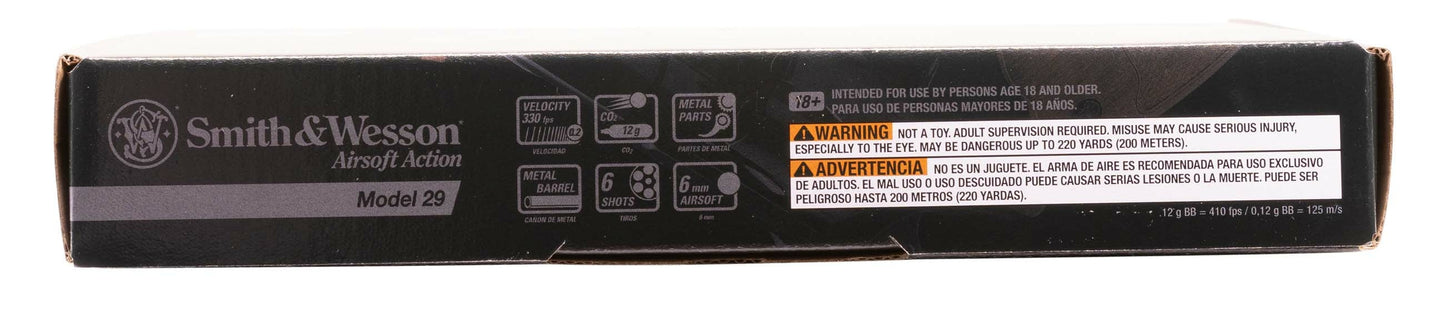 Smith&Wesson
Airsoft Action
Model 29
VELOCITY
330 fps
0.2
VELOCIDAD
CO₂
12 g
CO₂
METAL
PARTS
PARTES DE METAL
METAL
BARREL
CAÑON DE METAL
6
SHOTS
TIROS
6 mm
AIRSOFT
6 mm
18+ INTENDED FOR USE BY PERSONS AGE 18 AND OLDER.
PARA USO DE PERSONAS MAYORES DE 18 AÑOS.
WARNING NOT A TOY. ADULT SUPERVISION REQUIRED. MISUSE MAY CAUSE SERIOUS INJURY,
ESPECIALLY TO THE EYE. MAY BE DANGEROUS UP TO 220 YARDS (200 METERS).
ADVERTENCIA NO ES UN JUGUETE. EL ARMA DE AIRE ES RECOMENDADA PARA USO EXCLUSIVO
DE ADULTOS. EL MAL USO O USO DESCUIDADO PUEDE CAUSAR SERIAS LESIONES O LA MUERTE. PUEDE SER
PELIGROSO HASTA 200 METROS (220 YARDAS).
.12 g BB = 410 fps / 0,12 g BB = 125 m/s